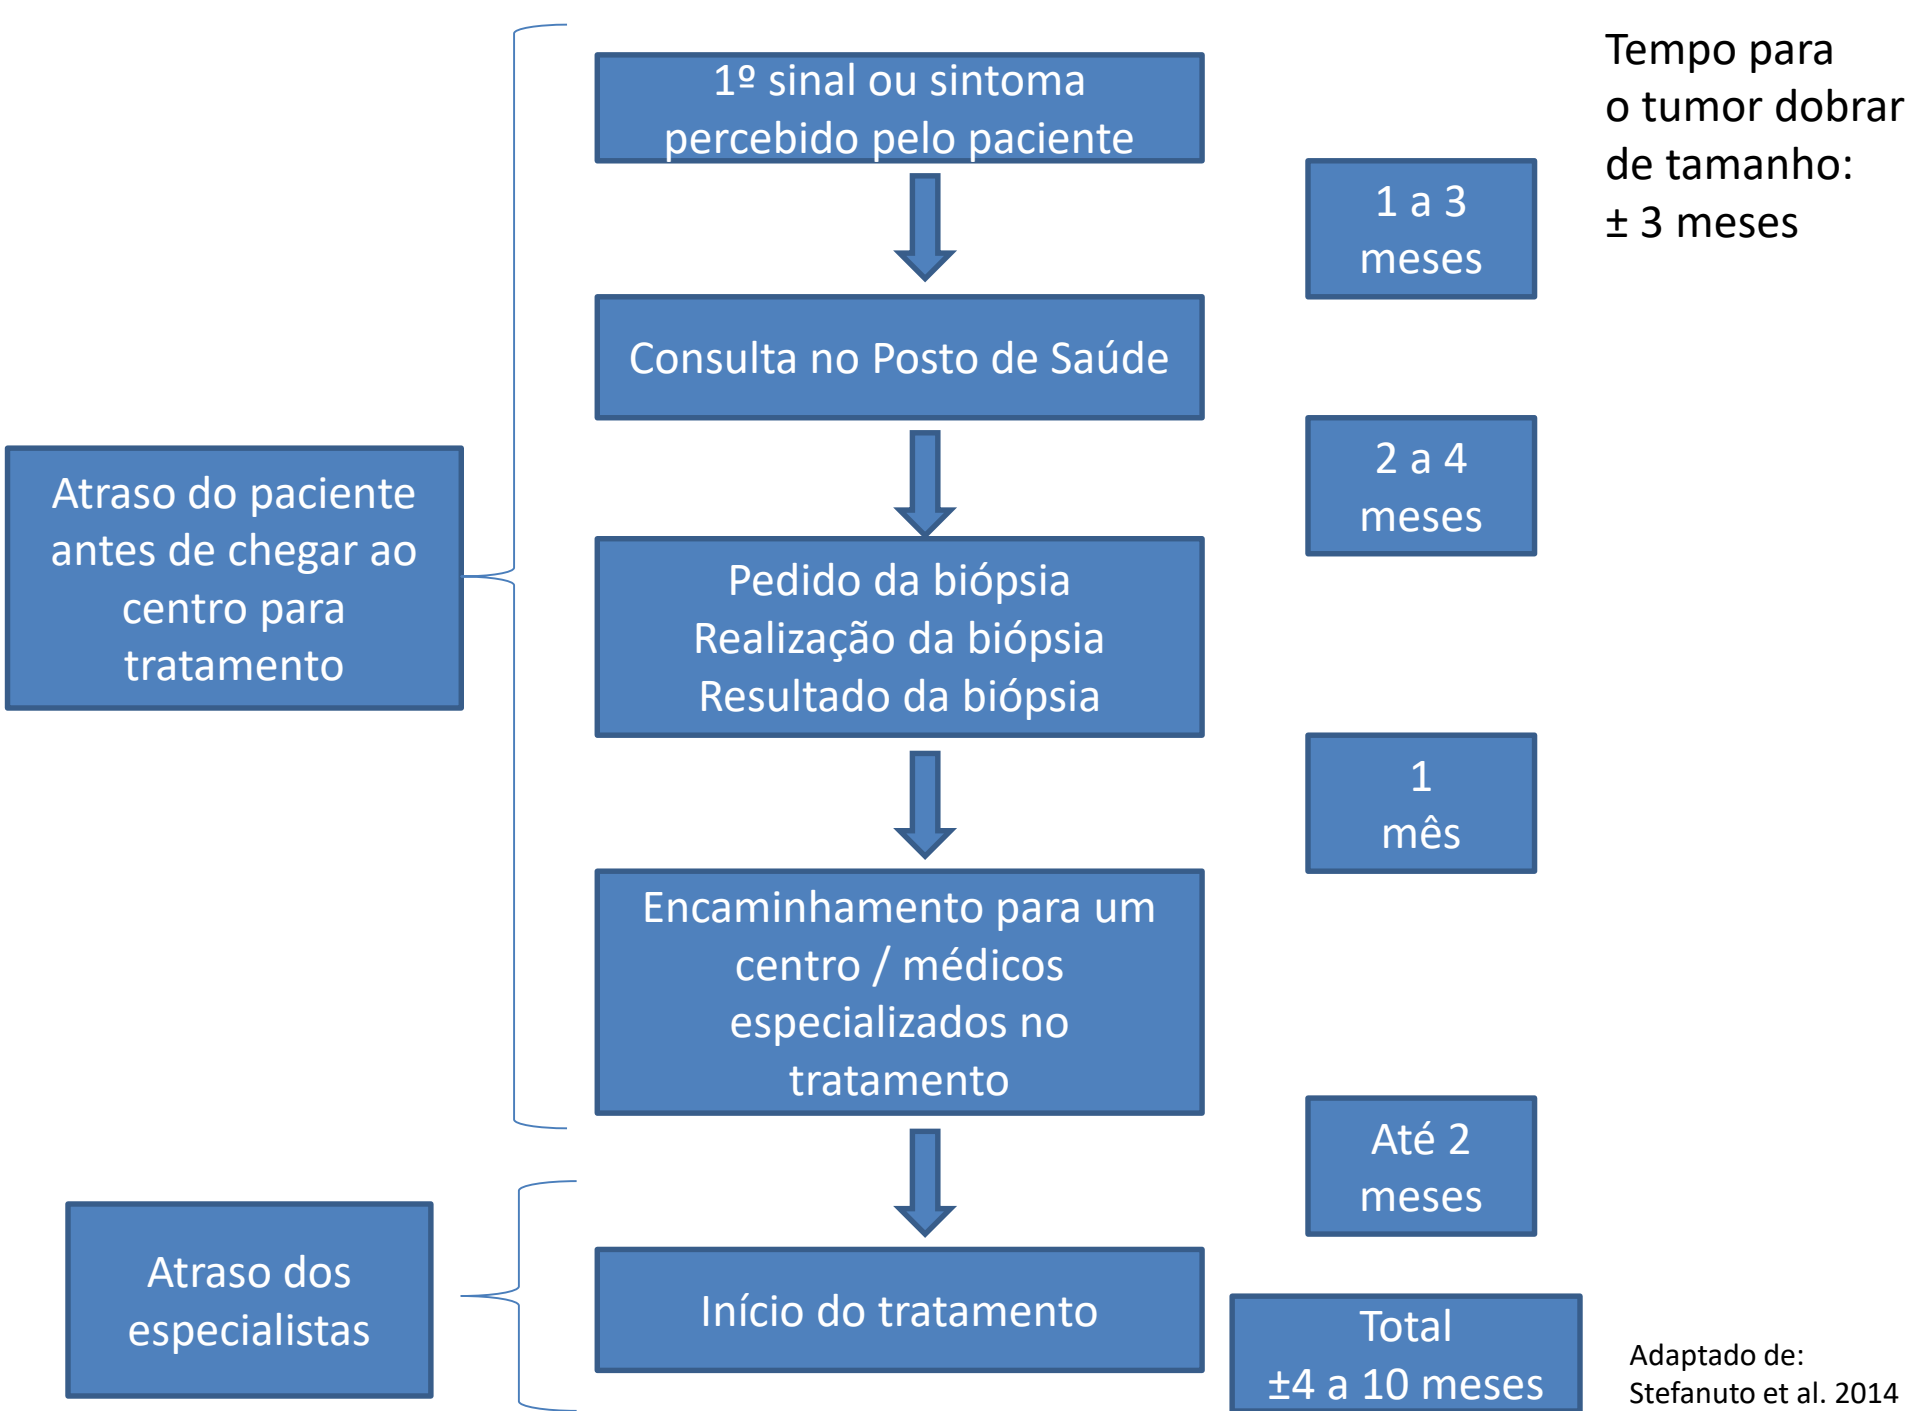 1º sinal ou sintoma
percebido pelo paciente
Tempo para
o tumor dobrar
de tamanho:
± 3 meses
1 a 3
meses
Consulta no Posto de Saúde
2 a 4
meses
Atraso do paciente
antes de chegar ao
centro para
tratamento
Pedido da biópsia
Realização da biópsia
Resultado da biópsia
1
mês
Encaminhamento para um
centro / médicos
especializados no
tratamento
Até 2
meses
Atraso dos
especialistas
Início do tratamento
Total
±4 a 10 meses
Adaptado de:
Stefanuto et al. 2014